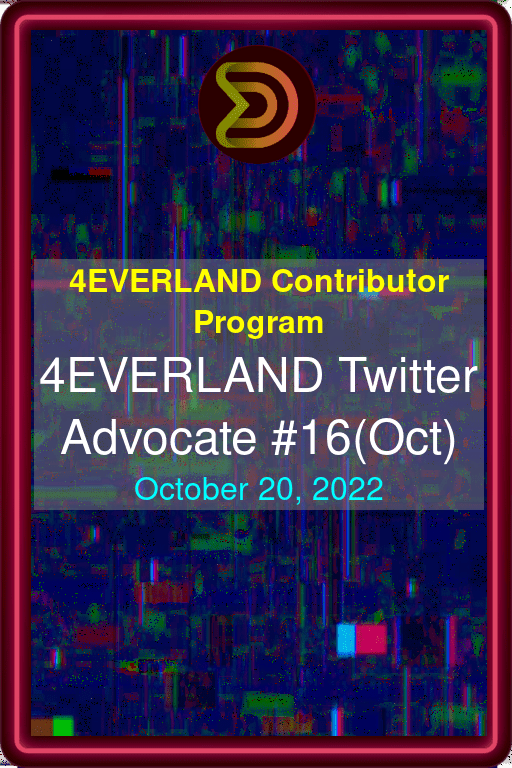 4EVERLAND Contributor
Program
4EVERLAND Twitter
Advocate #16(Oct)
October 20, 2022